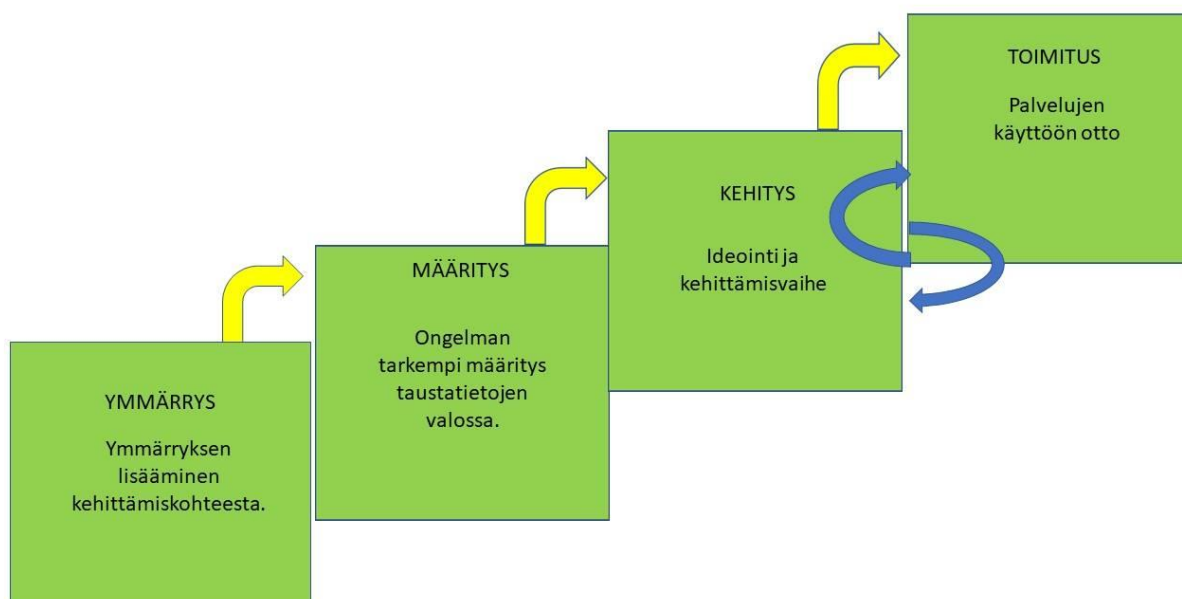 YMMÄRRYS
Ymmärryksen
lisääminen
kehittämiskohteesta.
MÄÄRITYS
Ongelman
tarkempi määritys
taustatietojen
valossa.
KEHITYS
Ideointi ja
kehittämisvaihe
TOIMITUS
Palvelujen
käyttöön otto